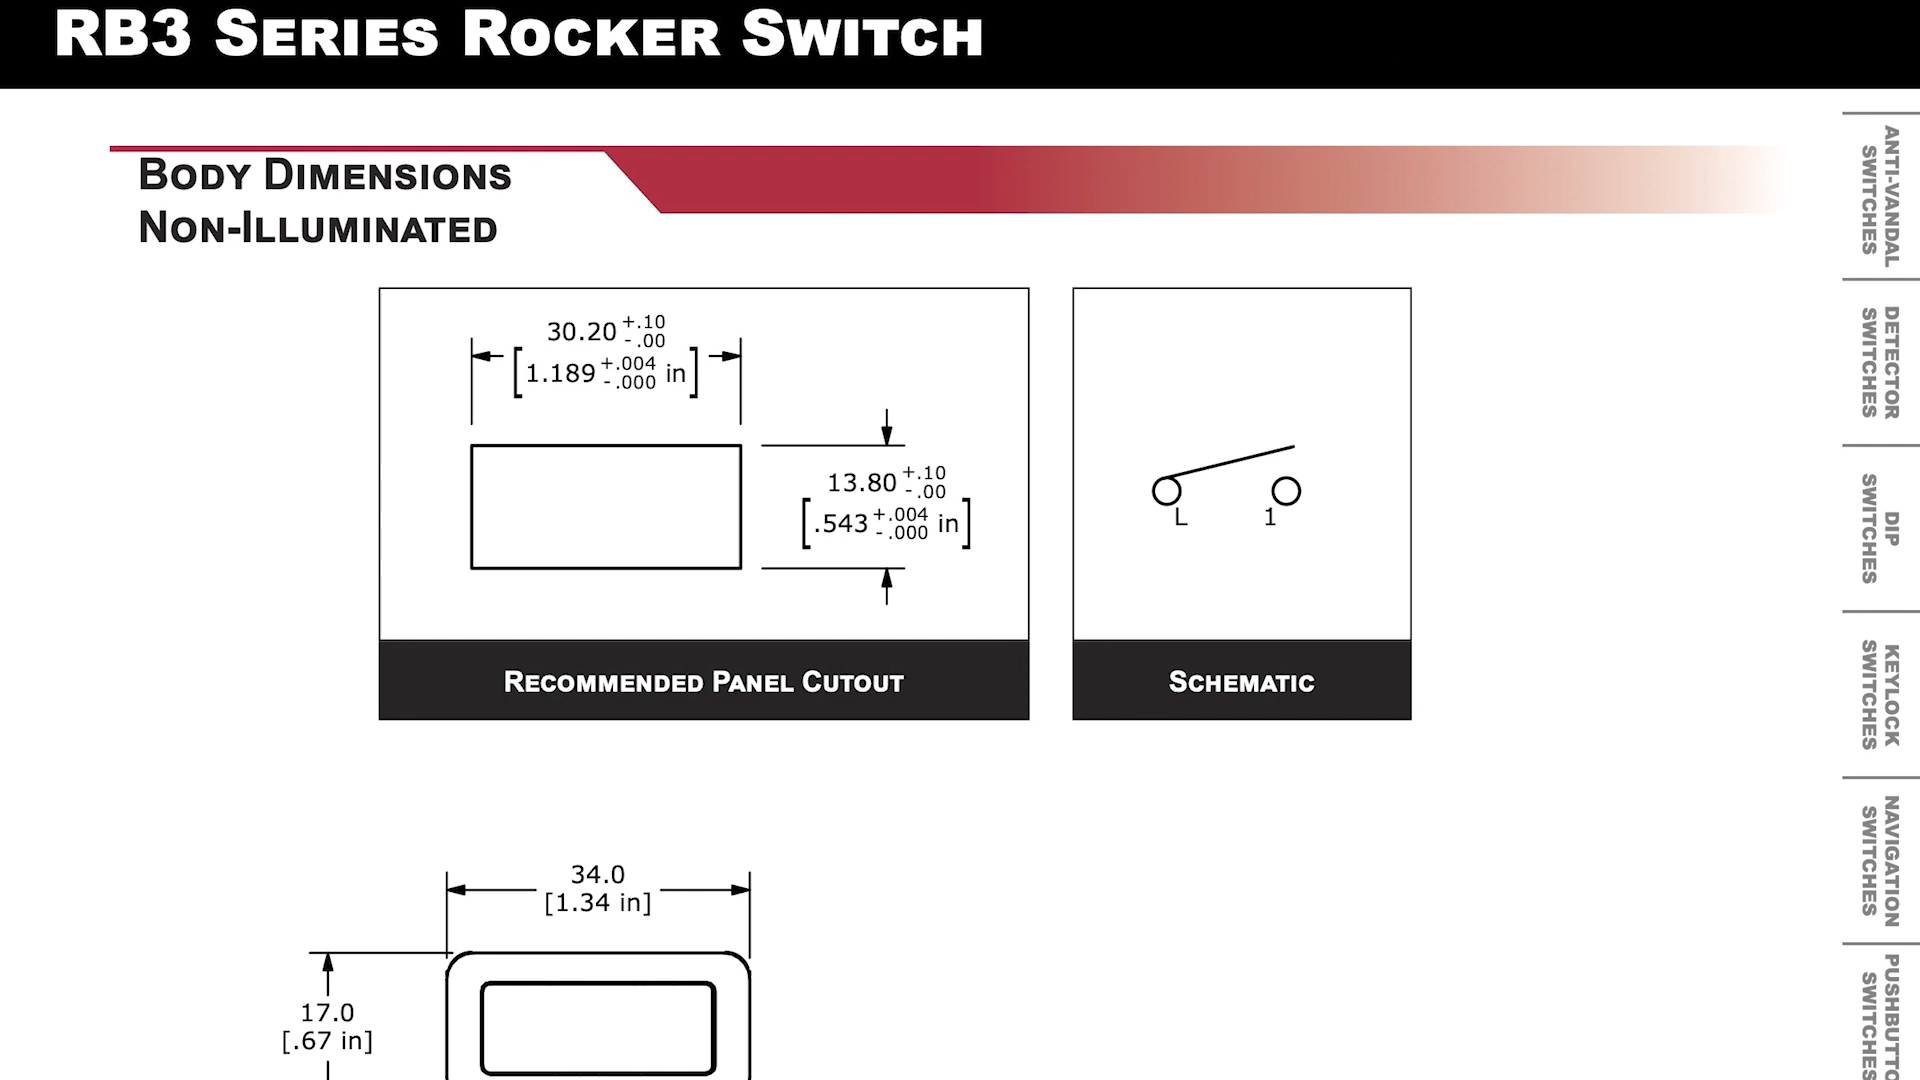 RB3 SERIES ROCKER SWITCH
BODY DIMENSIONS
NON-ILLUMINATED
30.20 +.10
-.00
[1.189 +.004
-.000 in]
13.80 +.10
-.00
[.543 +.004
-.000 in]
RECOMMENDED PANEL CUTOUT
L 1
SCHEMATIC
34.0
[1.34 in]
17.0
[.67 in]
ANTI-VANDAL
SWITCHES
DETECTOR
SWITCHES
DIP
SWITCHES
KEYLOCK
SWITCHES
NAVIGATION
SWITCHES
PUSHBUTTO
SWITCHES